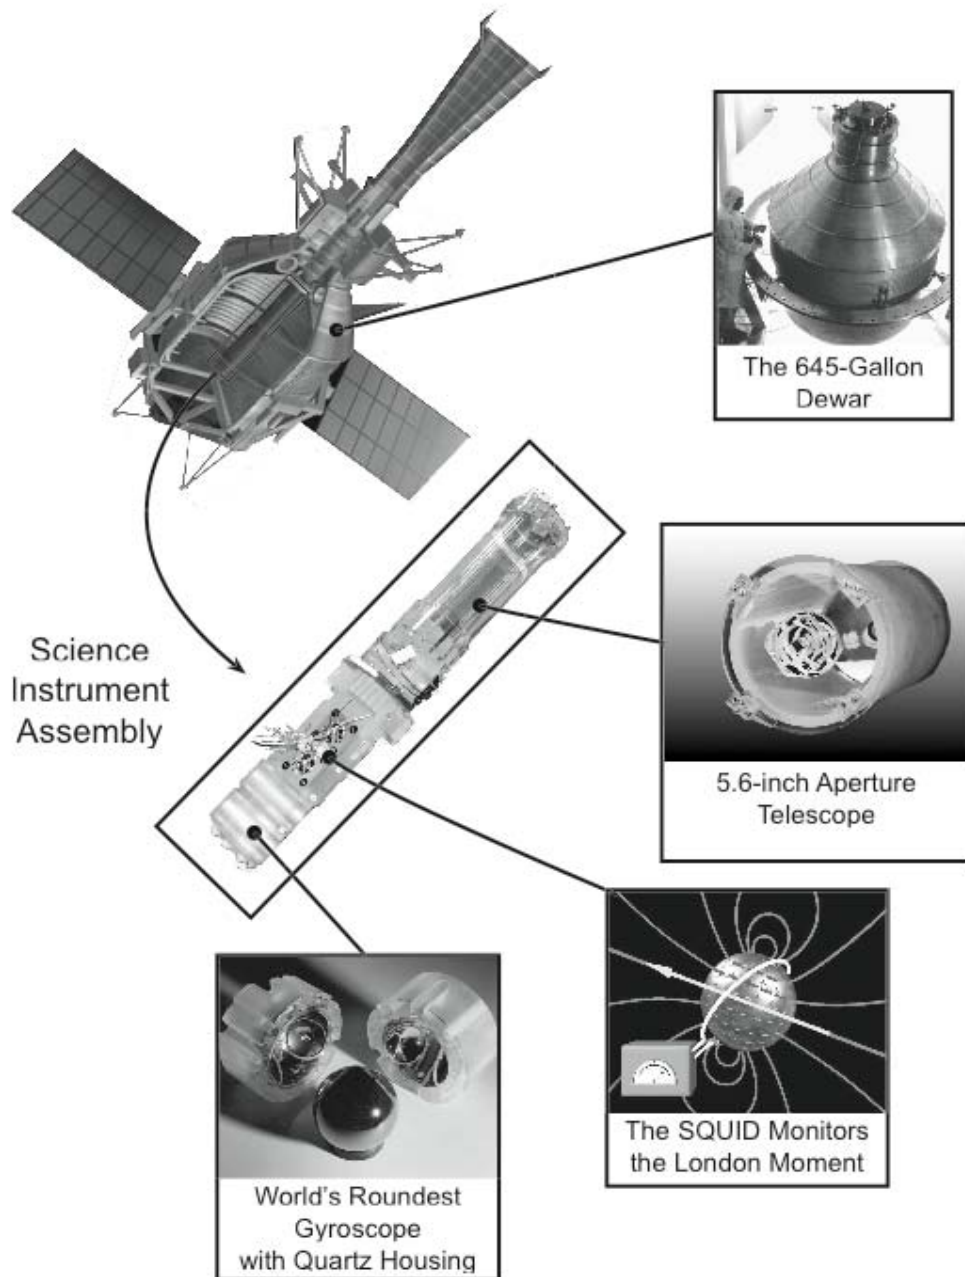 The 645-Gallon
Dewar
Science
Instrument
Assembly
5.6-inch Aperture
Telescope
The SQUID Monitors
the London Moment
World's Roundest
Gyroscope
with Quartz Housing